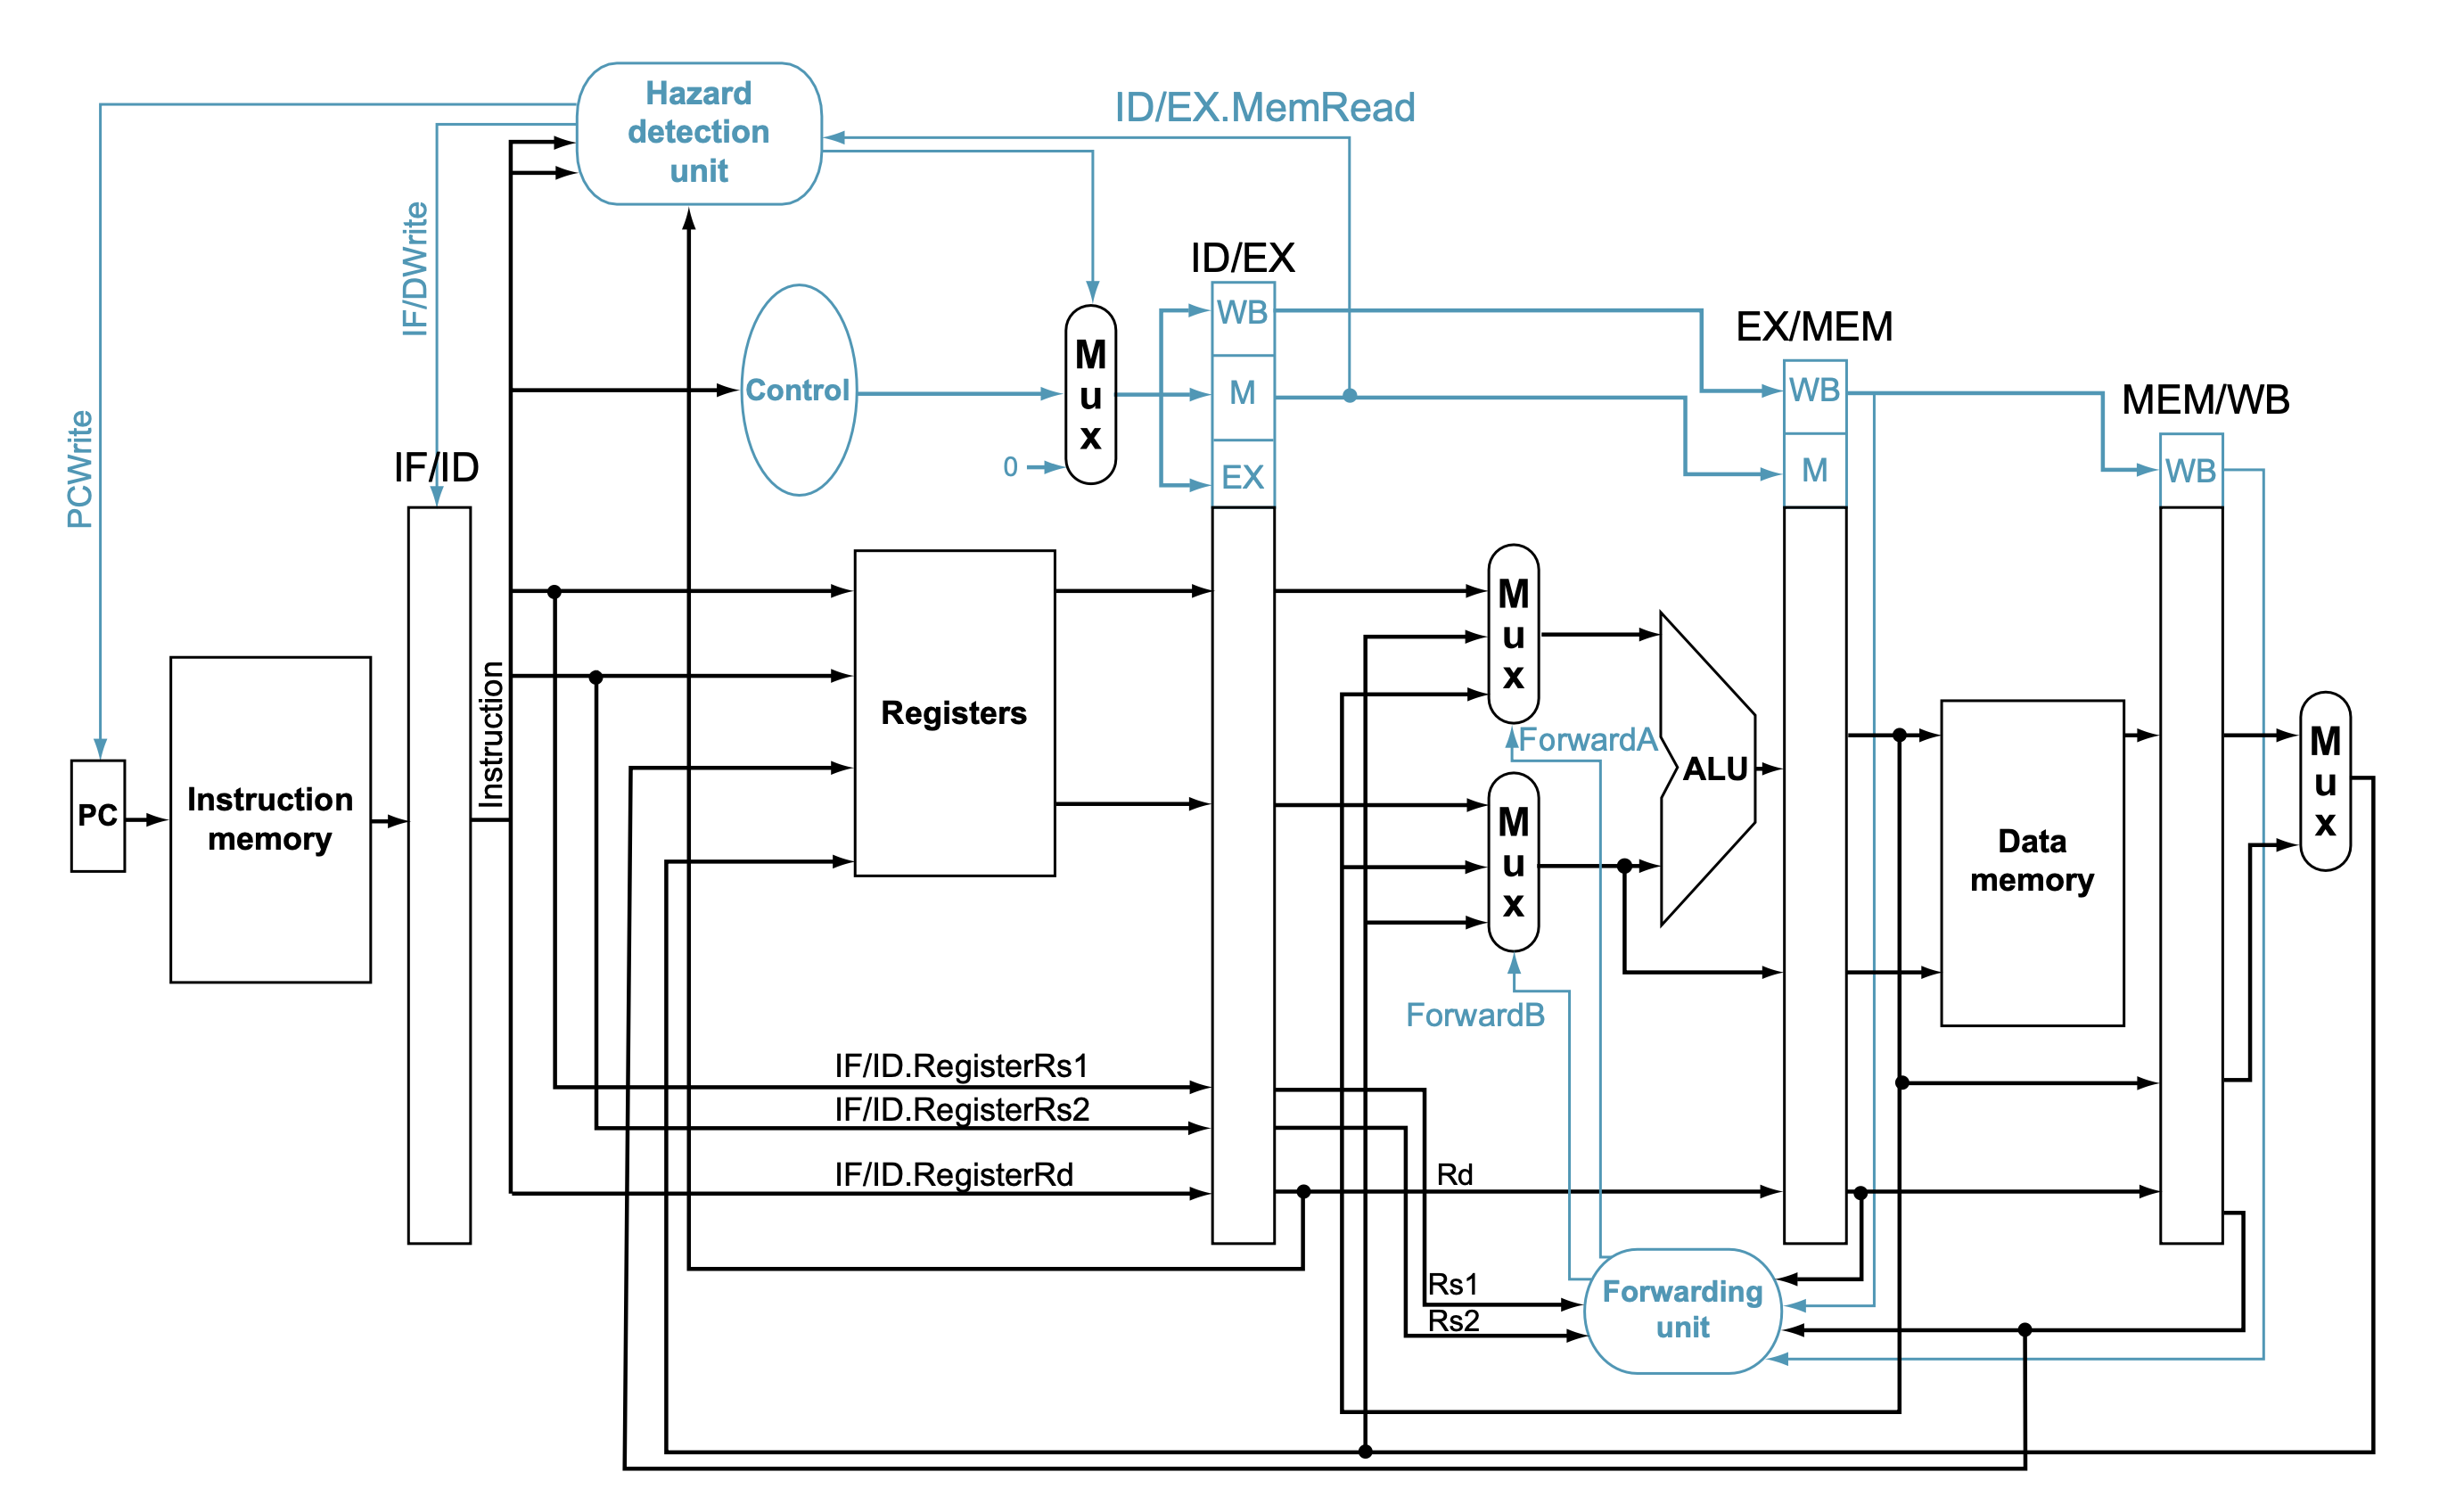 Hazard
detection
unit
ID/EX.MemRead
IF/DWrite
PCWrite
ID/EX
WB
M
EX
Control
M
u
x
0
EX/MEM
WB
M
MEM/WB
WB
IF/ID
Instruction
PC
Instruction
memory
Registers
M
u
x
ForwardA
M
u
x
ForwardB
ALU
Data
memory
M
u
x
IF/ID.RegisterRs1
IF/ID.RegisterRs2
IF/ID.RegisterRd
Rd
Rs1
Rs2
Forwarding
unit